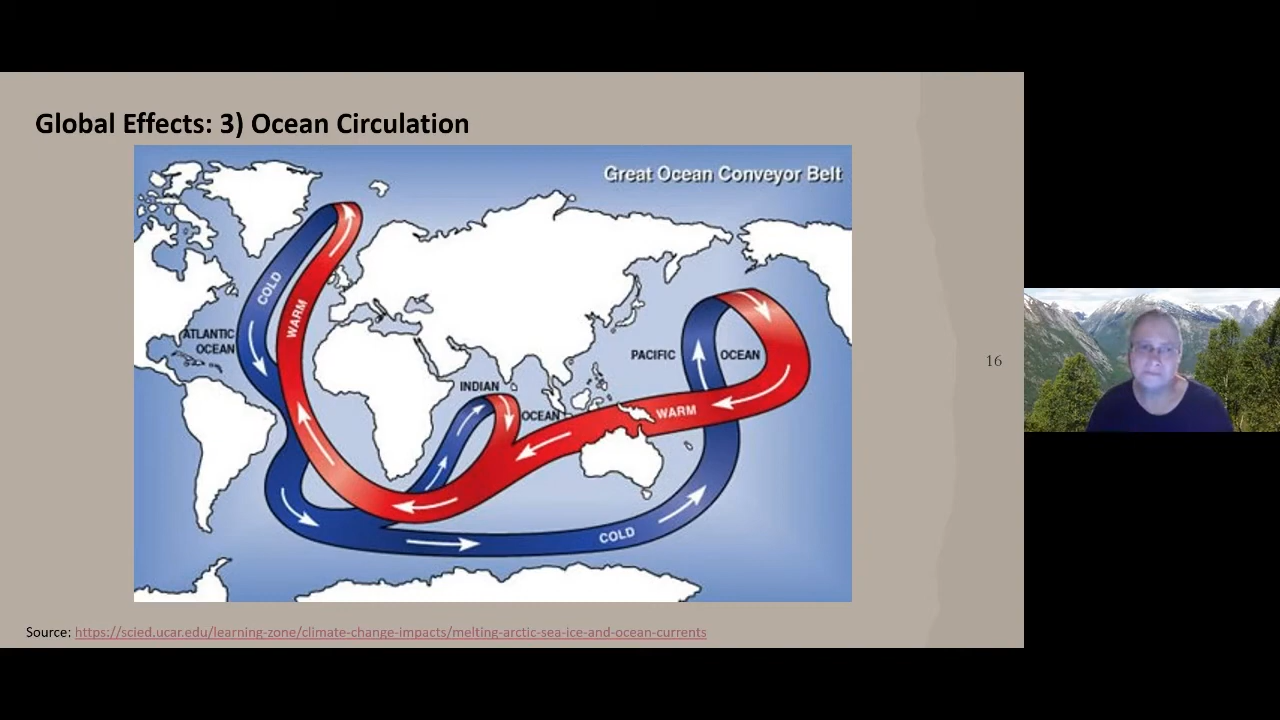 Global Effects: 3) Ocean Circulation
Great Ocean Conveyor Belt
COLD
WARM
ATLANTIC
OCEAN
PACIFIC
OCEAN
INDIAN
OCEAN
WARM
COLD
16
Source: https://scied.ucar.edu/learning-zone/climate-change-impacts/melting-arctic-sea-ice-and-ocean-currents